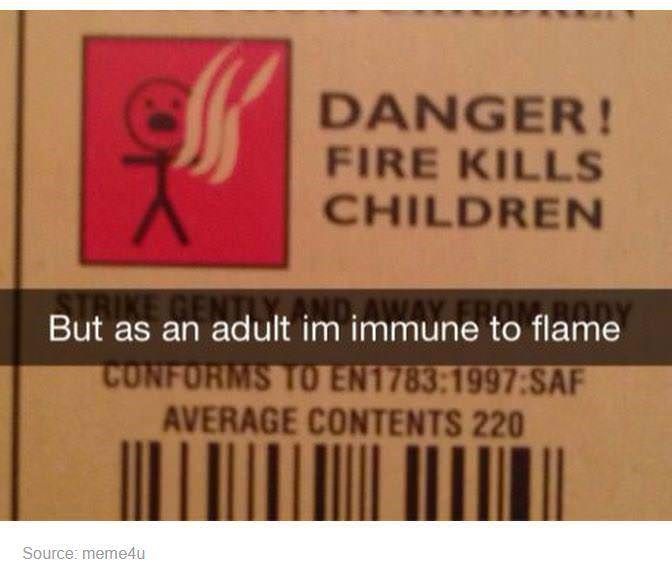 DANGER!
FIRE KILLS
CHILDREN
STRIKE GENTLY AND AWAY FROM BODY
But as an adult im immune to flame
CONFORMS TO EN1783:1997:SAF
AVERAGE CONTENTS 220
Source: meme4u